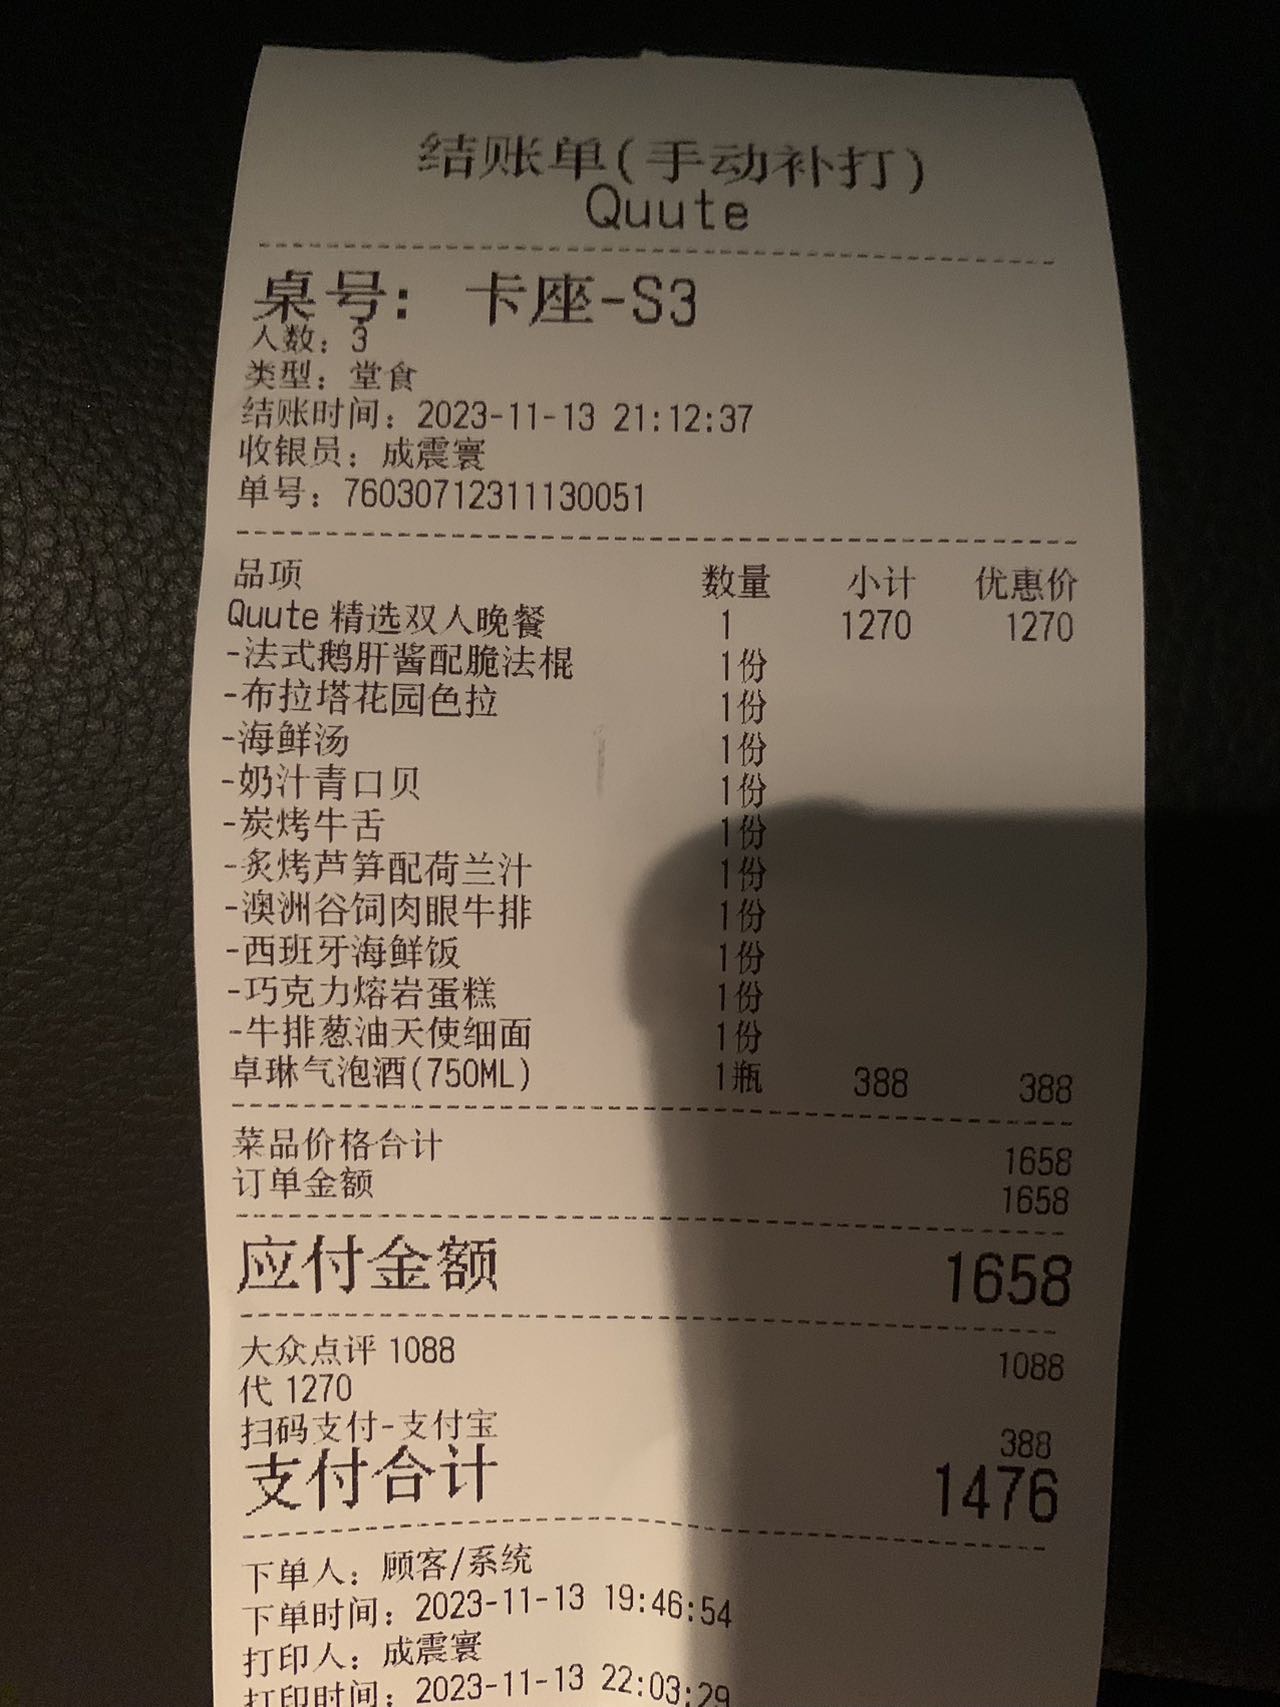 结账单(手动补打)
Quute
桌号: 卡座-S3
人数: 3
类型: 堂食
结账时间: 2023-11-13 21:12:37
收银员: 成震寰
单号: 76030712311130051
品项 数量 小计 优惠价
Quute 精选双人晚餐 1 1270 1270
-法式鹅肝酱配脆法棍 1份
-布拉塔花园色拉 1份
-海鲜汤 1份
-奶汁青口贝 1份
-炭烤牛舌 1份
-炙烤芦笋配荷兰汁 1份
-澳洲谷饲肉眼牛排 1份
-西班牙海鲜饭 1份
-巧克力熔岩蛋糕 1份
-牛排葱油天使细面 1份
卓琳气泡酒(750ML) 1瓶 388 388
菜品价格合计 1658
订单金额 1658
应付金额 1658
大众点评 1088 1088
代 1270
扫码支付-支付宝 388
支付合计 1476
下单人: 顾客/系统
下单时间: 2023-11-13 19:46:54
打印人: 成震寰
打印时间: 2023-11-13 22:03:29